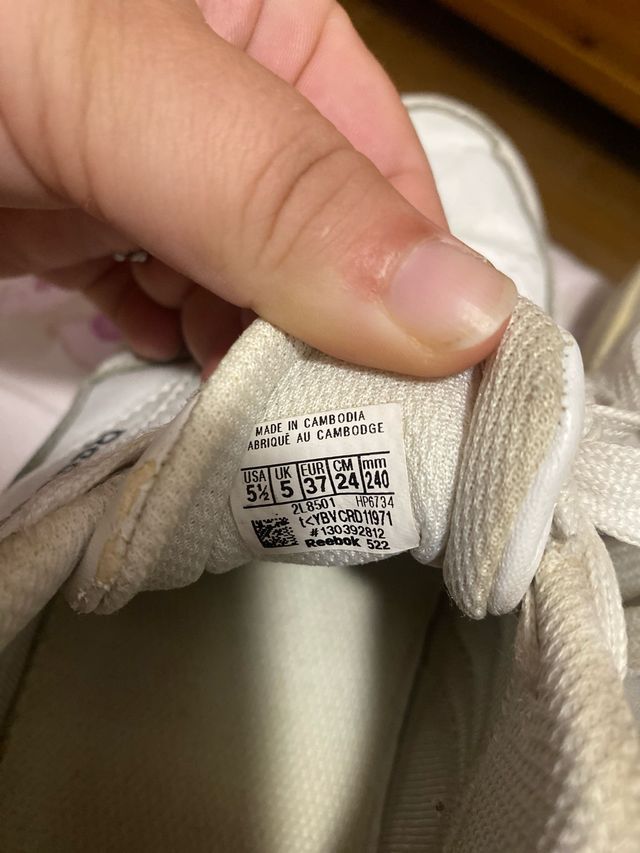 MADE IN CAMBODIA
ABRIQUÉ AU CAMBODGE
USA UK EUR CM mm
5½ 5 37 24 240
2L8501 HP6734
t<YBV CRD11971
#130392812
Reebok 522